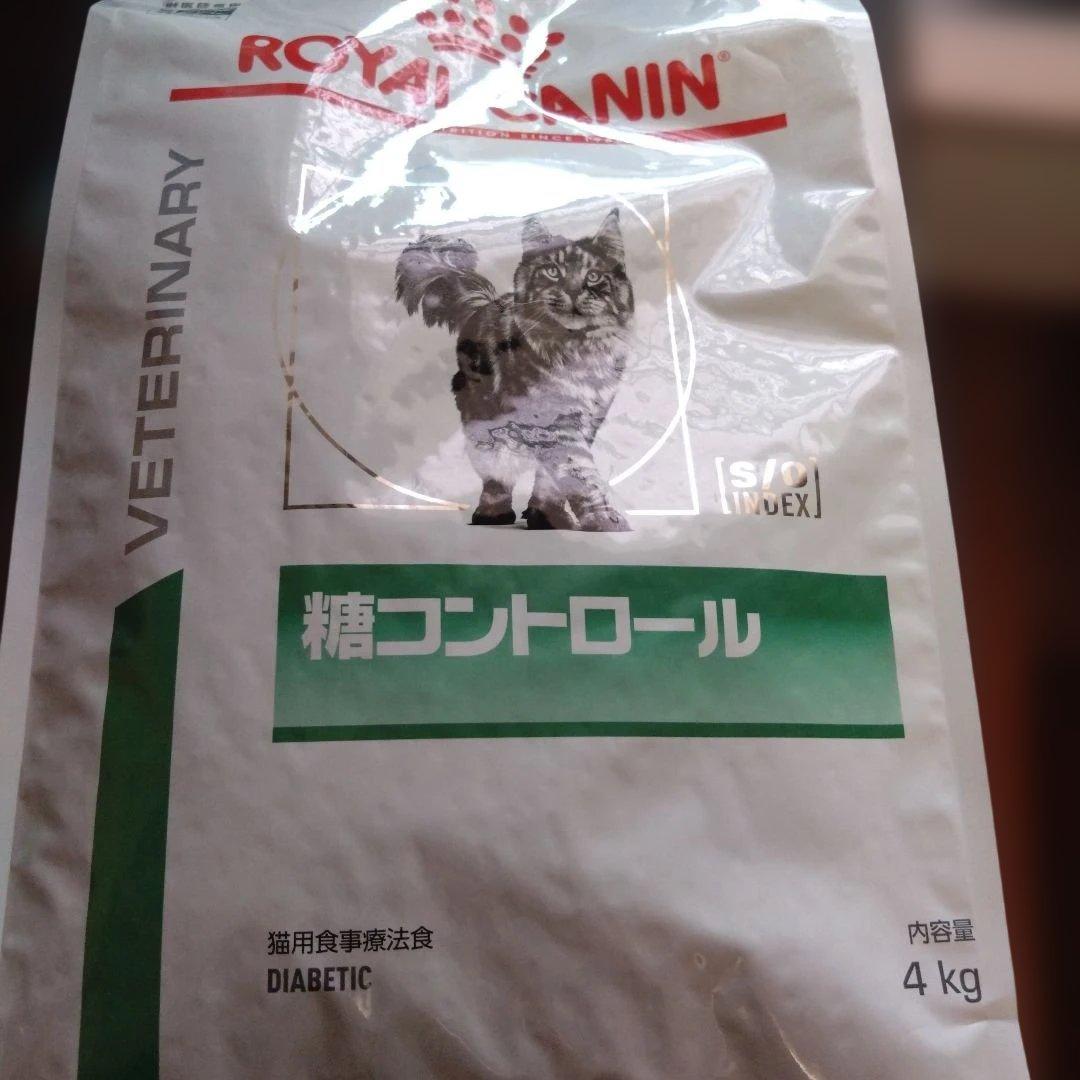 ROYAL CANIN®
VETERINARY
[S/O
INDEX]
糖コントロール
猫用食事療法食
DIABETIC
内容量
4 kg